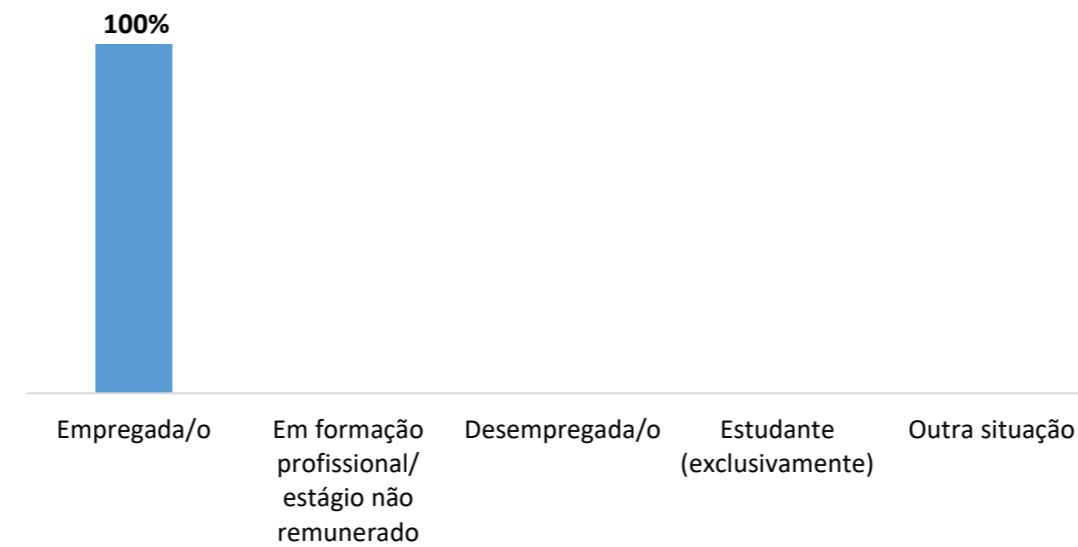 100%
Empregada/o
Em formação
profissional/
estágio não
remunerado
Desempregada/o
Estudante
(exclusivamente)
Outra situação